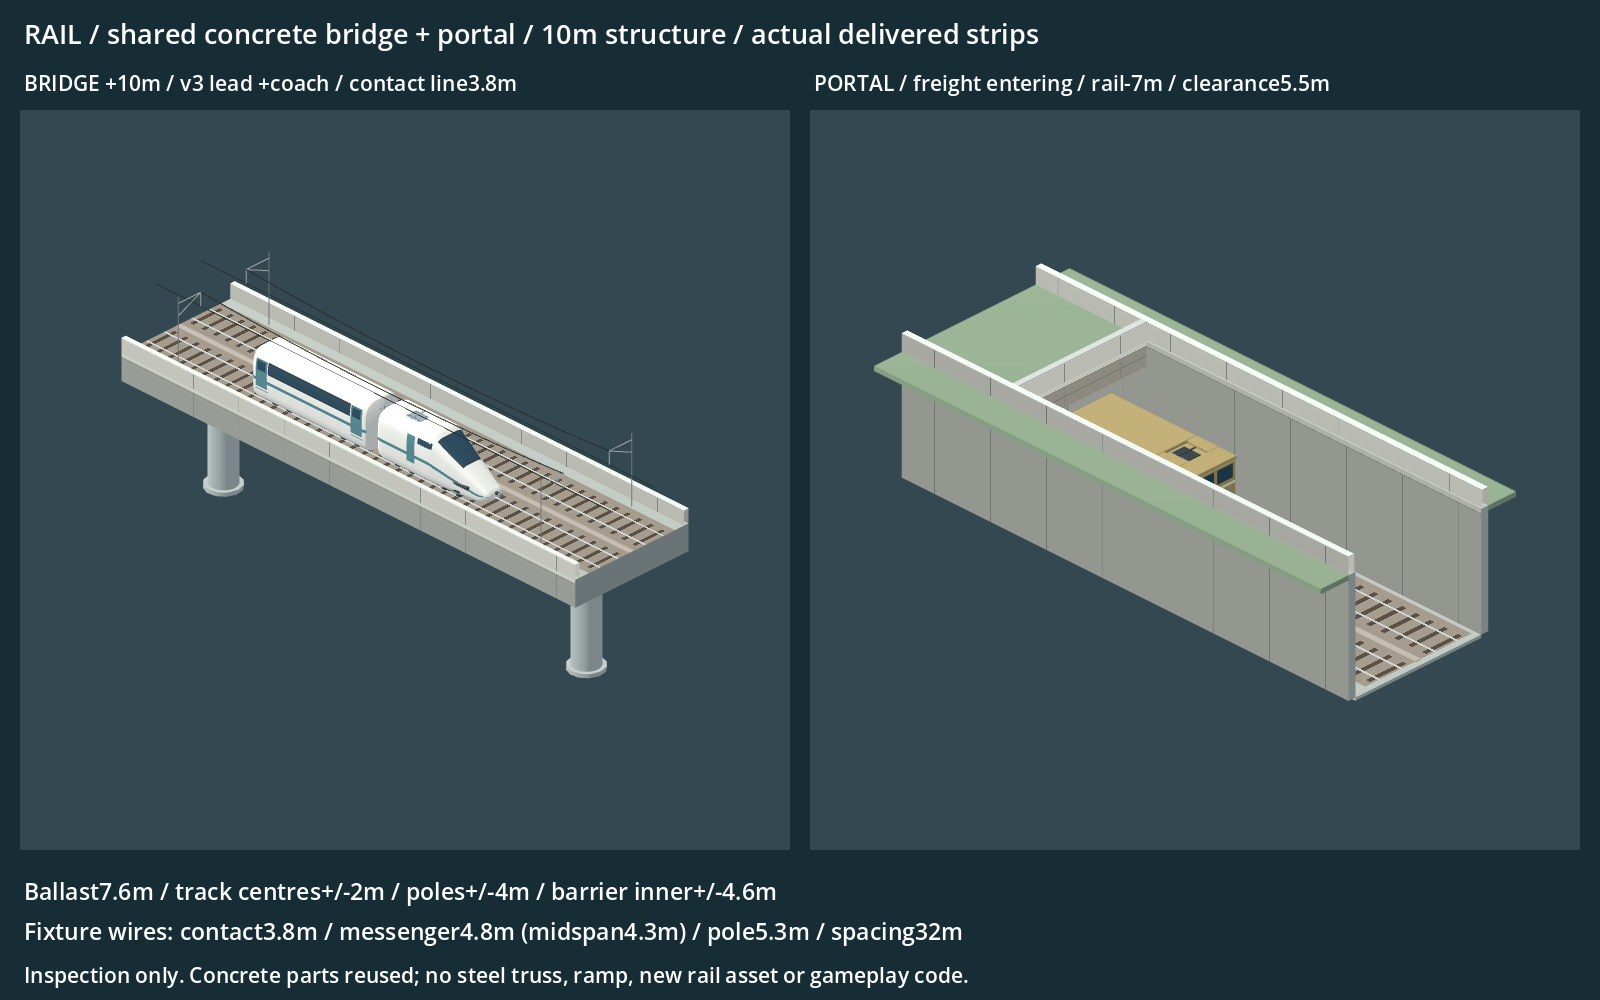 RAIL / shared concrete bridge + portal / 10m structure / actual delivered strips
BRIDGE +10m / v3 lead +coach / contact line3.8m
PORTAL / freight entering / rail-7m / clearance5.5m
Ballast7.6m / track centres+/-2m / poles+/-4m / barrier inner+/-4.6m
Fixture wires: contact3.8m / messenger4.8m (midspan4.3m) / pole5.3m / spacing32m
Inspection only. Concrete parts reused; no steel truss, ramp, new rail asset or gameplay code.